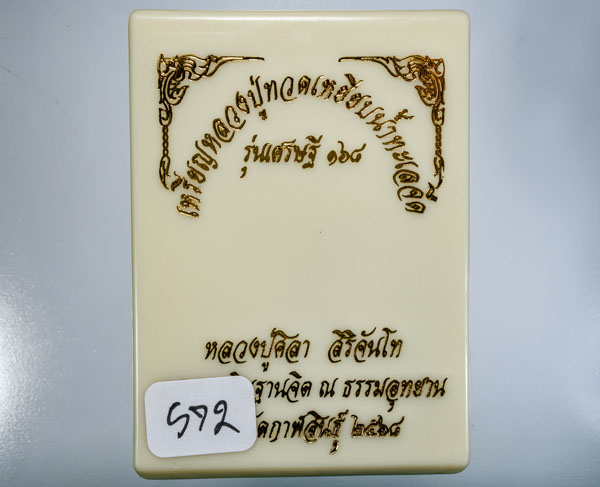 เหรียญหลวงปู่ทวดเหยียบน้ำทะเลจืด
รุ่นเศรษฐี ๑๖๘
หลวงปู่ศิลา สิริจันโท
ฐานจิต ณ ธรรมอุทยาน
กาฬสินธุ์ ๒๕๖๘